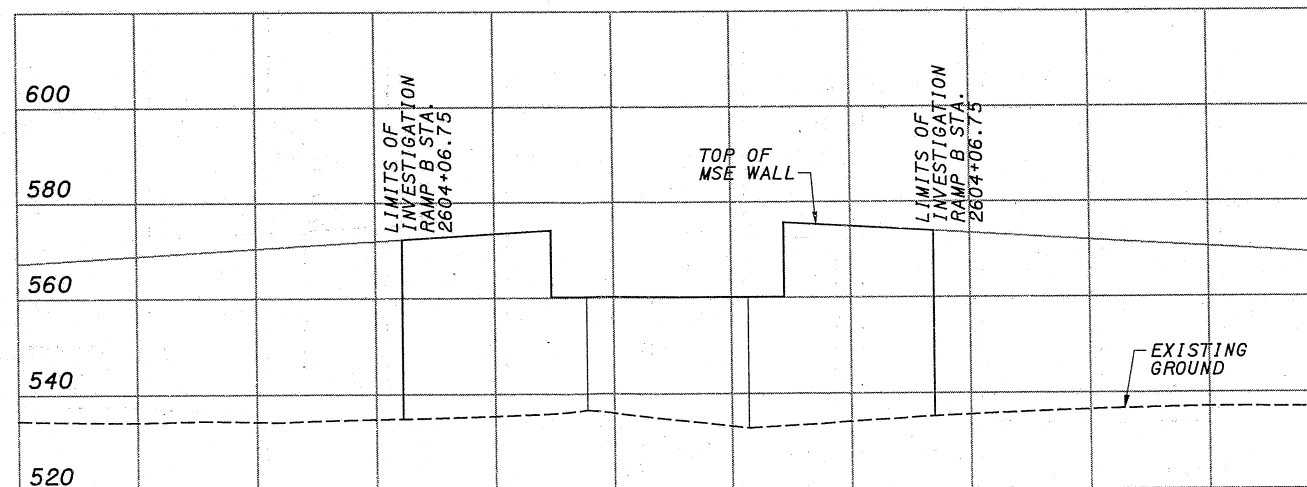 600
LIMITS OF
INVESTIGATION
RAMP B STA.
2604+06.75
LIMITS OF
INVESTIGATION
RAMP B STA.
2604+06.75
TOP OF
MSE WALL
580
560
EXISTING
GROUND
540
520